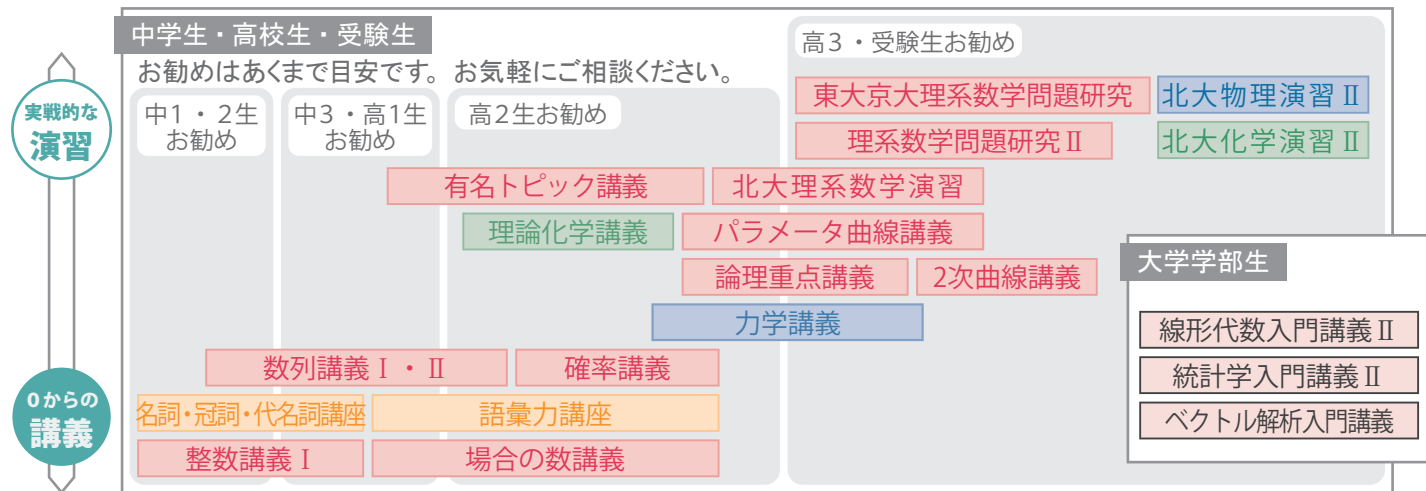 中学生・高校生・受験生
お勧めはあくまで目安です。お気軽にご相談ください。
実戦的な
演習
0からの
講義
中1・2生
お勧め
中3・高1生
お勧め
高2生お勧め
高3・受験生お勧め
東大京大理系数学問題研究
北大物理演習Ⅱ
理系数学問題研究Ⅱ
北大化学演習Ⅱ
有名トピック講義
北大理系数学演習
理論化学講義
パラメータ曲線講義
論理重点講義
2次曲線講義
力学講義
数列講義Ⅰ・Ⅱ
確率講義
名詞・冠詞・代名詞講座
語彙力講座
整数講義Ⅰ
場合の数講義
大学学部生
線形代数入門講義Ⅱ
統計学入門講義Ⅱ
ベクトル解析入門講義